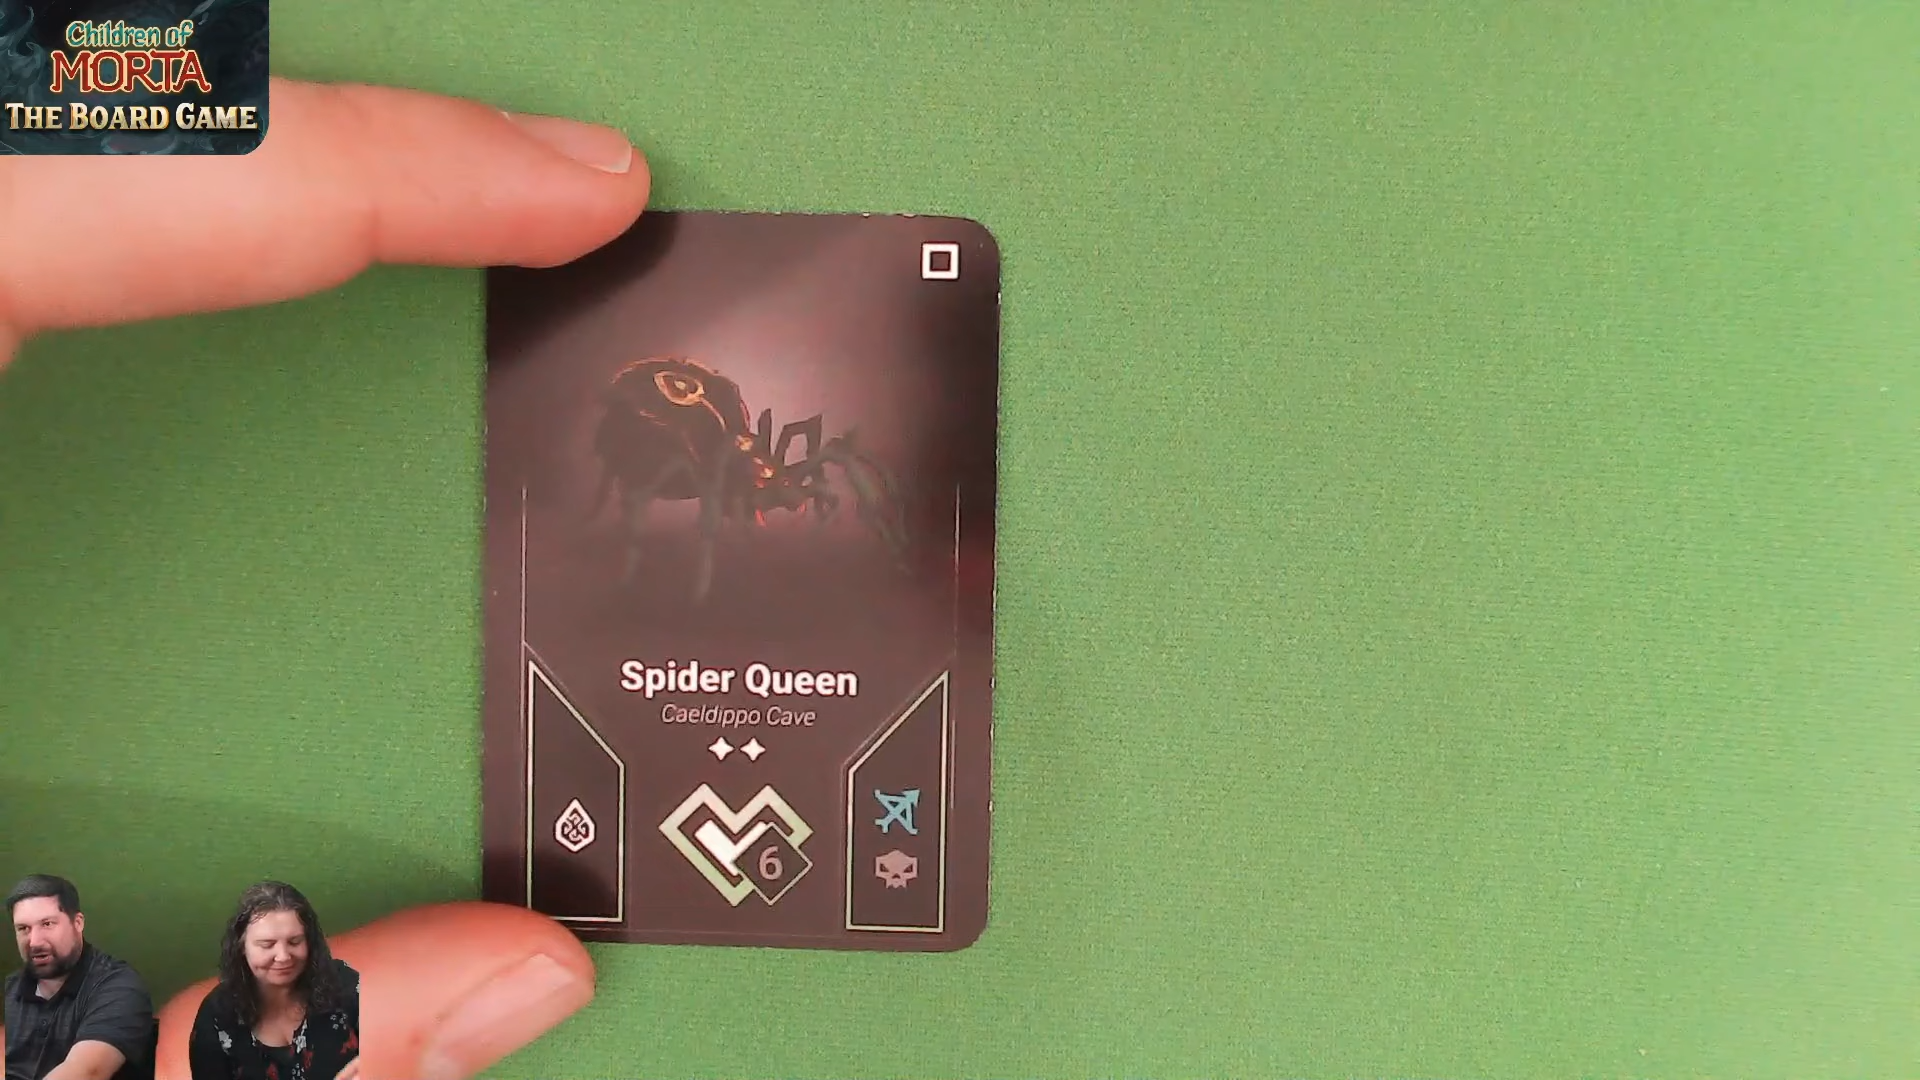 Children of
MORTA
THE BOARD GAME
Spider Queen
Caeldippo Cave
6